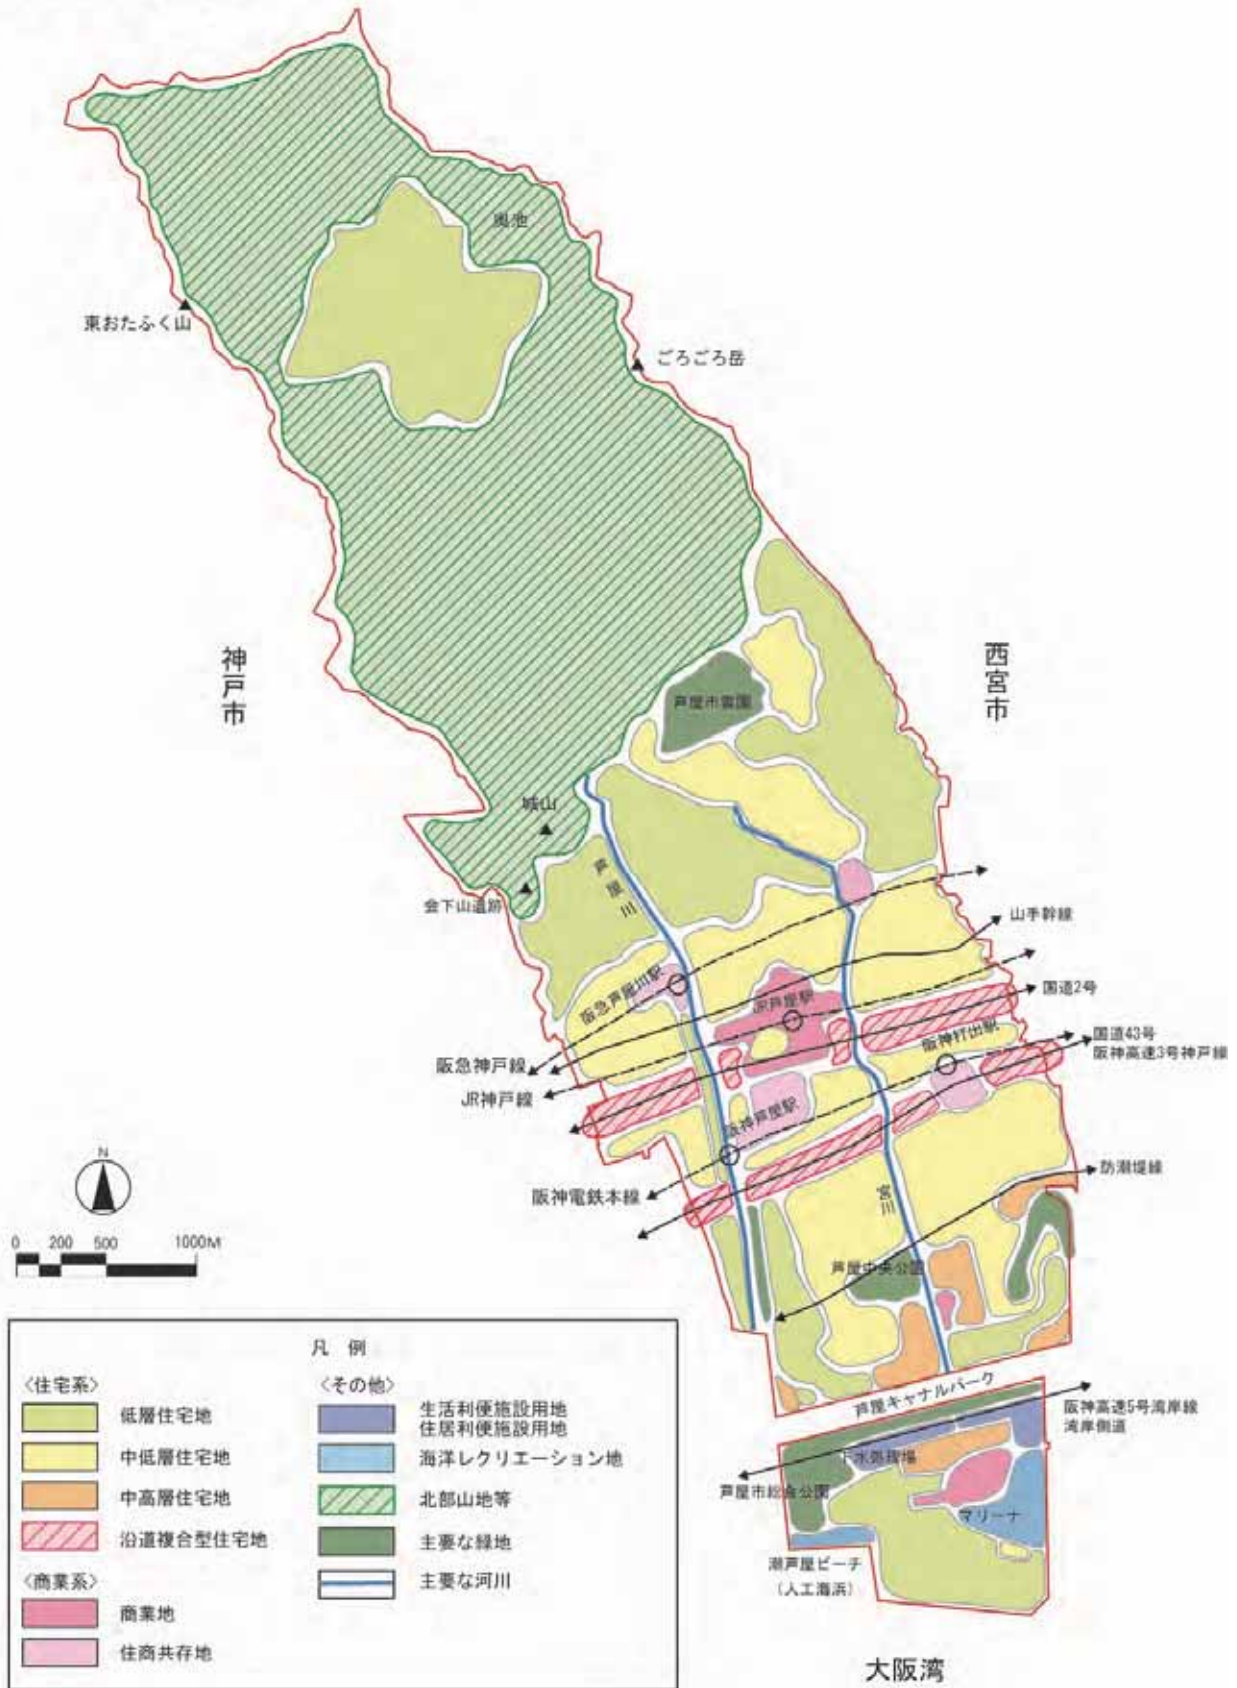 奥池
東おたふく山
ごろごろ岳
神戸市
西宮市
芦屋市霊園
城山
芦屋川
会下山遺跡
山手幹線
阪急芦屋川駅
JR芦屋駅
国道2号
阪神打出駅
国道43号
阪神高速3号神戸線
阪急神戸線
JR神戸線
阪神芦屋駅
防潮堤線
阪神電鉄本線
宮川
N
0 200 500 1000M
芦屋中央公園
芦屋キャナルパーク
阪神高速5号湾岸線
湾岸側道
下水処理場
芦屋市総合公園
マリーナ
潮芦屋ビーチ
(人工海浜)
大阪湾
凡 例
〈住宅系〉
低層住宅地
中低層住宅地
中高層住宅地
沿道複合型住宅地
〈商業系〉
商業地
住商共存地
〈その他〉
生活利便施設用地
住居利便施設用地
海洋レクリエーション地
北部山地等
主要な緑地
主要な河川